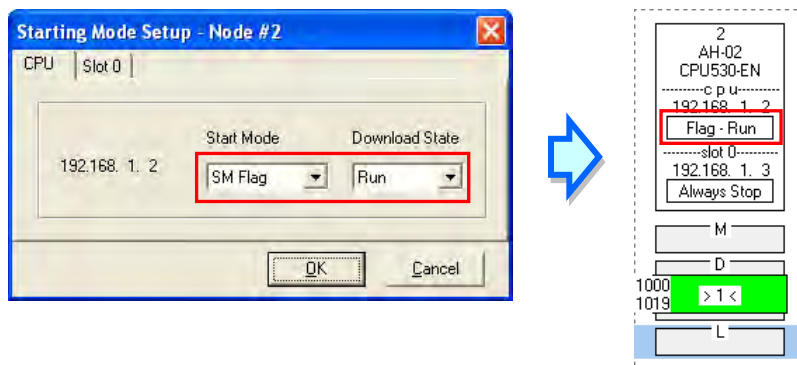 Starting Mode Setup - Node #2
CPU
Slot 0
Start Mode
Download State
192.168. 1. 2
SM Flag
Run
OK
Cancel
2
AH-02
CPU530-EN
---------c p u---------
192.168. 1. 2
Flag - Run
---------slot 0---------
192.168. 1. 3
Always Stop
M
D
1000
1019
> 1 <
L